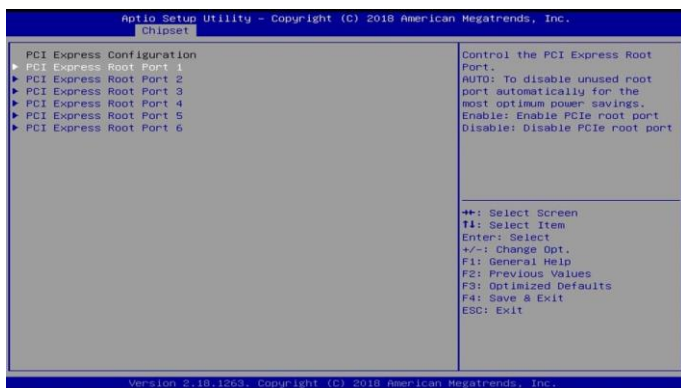 Aptio Setup Utility – Copyright (C) 2018 American Megatrends, Inc.
Chipset
PCI Express Configuration
PCI Express Root Port 1
PCI Express Root Port 2
PCI Express Root Port 3
PCI Express Root Port 4
PCI Express Root Port 5
PCI Express Root Port 6
Control the PCI Express Root
Port.
AUTO: To disable unused root
port automatically for the
most optimum power savings.
Enable: Enable PCIe root port
Disable: Disable PCIe root port
→←: Select Screen
↑↓: Select Item
Enter: Select
+/-: Change Opt.
F1: General Help
F2: Previous Values
F3: Optimized Defaults
F4: Save & Exit
ESC: Exit
Version 2.18.1263. Copyright (C) 2018 American Megatrends, Inc.